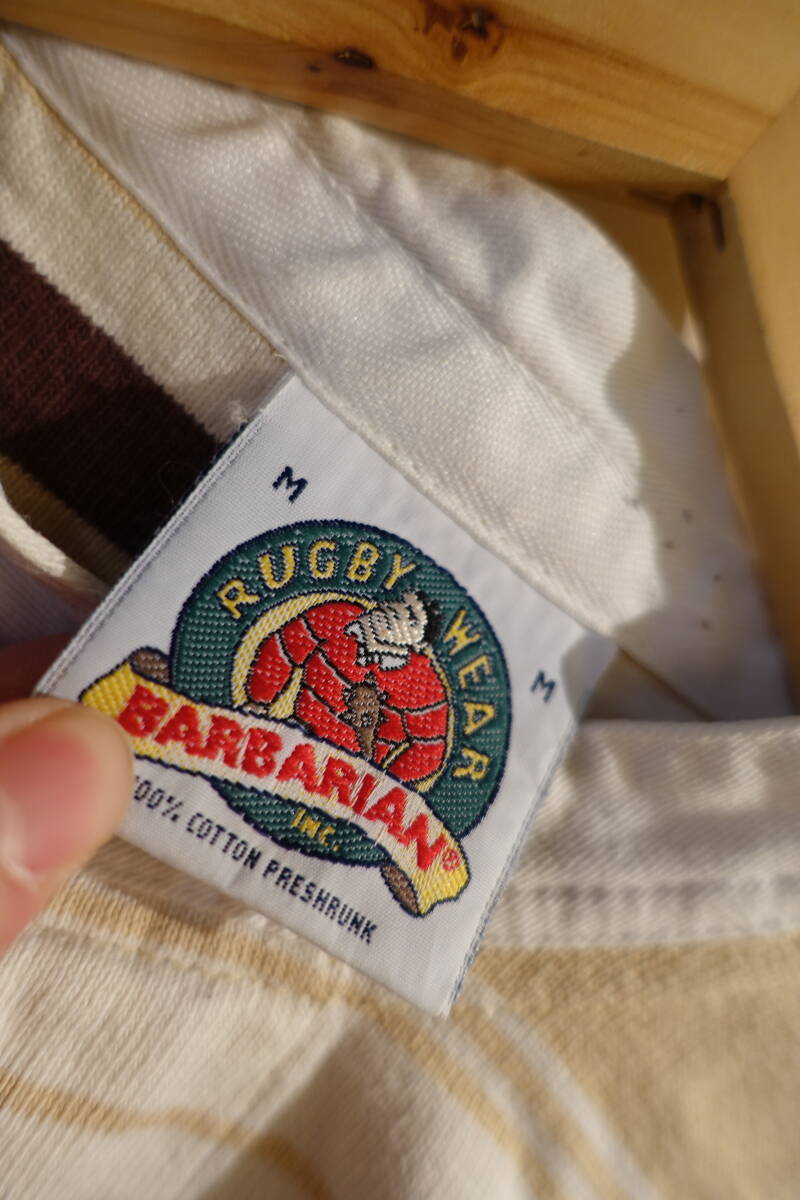 M
RUGBY WEAR
M
BARBARIAN®
INC.
100% COTTON PRESHRUNK